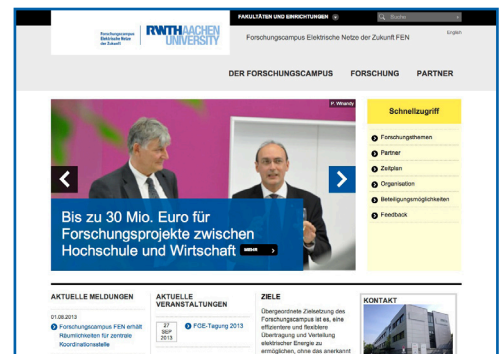 FAKULTÄTEN UND EINRICHTUNGEN
Suche
Forschungscampus
Elektrische Netze
der Zukunft
RWTHAACHEN
UNIVERSITY
Forschungscampus Elektrische Netze der Zukunft FEN
English
DER FORSCHUNGSCAMPUS FORSCHUNG PARTNER
P. Winandy
Bis zu 30 Mio. Euro für
Forschungsprojekte zwischen
Hochschule und Wirtschaft MEHR
Schnellzugriff
Forschungsthemen
Partner
Zeitplan
Organisation
Beteiligungsmöglichkeiten
Feedback
AKTUELLE MELDUNGEN
01.08.2013
Forschungscampus FEN erhält
Räumlichkeiten für zentrale
Koordinationsstelle
AKTUELLE
VERANSTALTUNGEN
27
SEP
2013
FGE-Tagung 2013
ZIELE
Übergeordnete Zielsetzung des
Forschungscampus ist es, eine
effizientere und flexiblere
Übertragung und Verteilung
elektrischer Energie zu
ermöglichen, ohne das anerkannt
KONTAKT